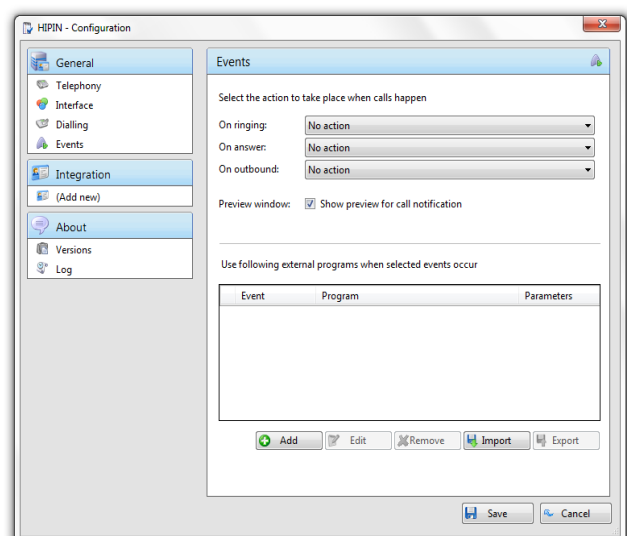 HIPIN - Configuration
General
Telephony
Interface
Dialling
Events
Integration
(Add new)
About
Versions
Log
Events
Select the action to take place when calls happen
On ringing: No action
On answer: No action
On outbound: No action
Preview window: Show preview for call notification
Use following external programs when selected events occur
Event Program Parameters
Add Edit Remove Import Export
Save Cancel